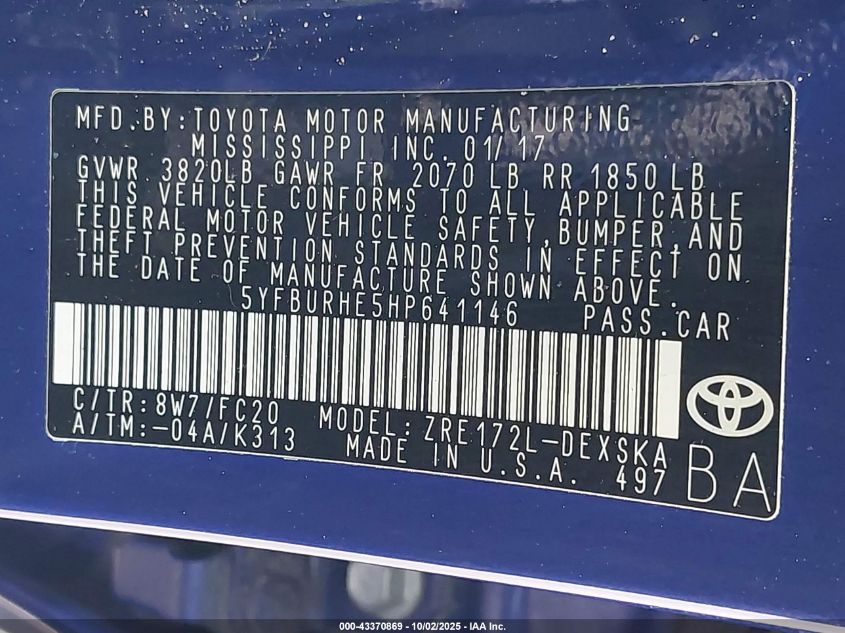 MFD.BY:TOYOTA MOTOR MANUFACTURING
MISSISSIPPI INC. 01/17
GVWR 3820LB GAWR FR 2070 LB RR 1850 LB
THIS VEHICLE CONFORMS TO ALL APPLICABLE
FEDERAL MOTOR VEHICLE SAFETY,BUMPER,AND
THEFT PREVENTION STANDARDS IN EFFECT ON
THE DATE OF MANUFACTURE SHOWN ABOVE.
5YFBURHE5HP641146 PASS.CAR
C/TR:8W7/FC20 MODEL:ZRE172L-DEXSKA
A/TM:-04A/K313 MADE IN U.S.A. 497
BA
000-43370869 - 10/02/2025 - IAA Inc.